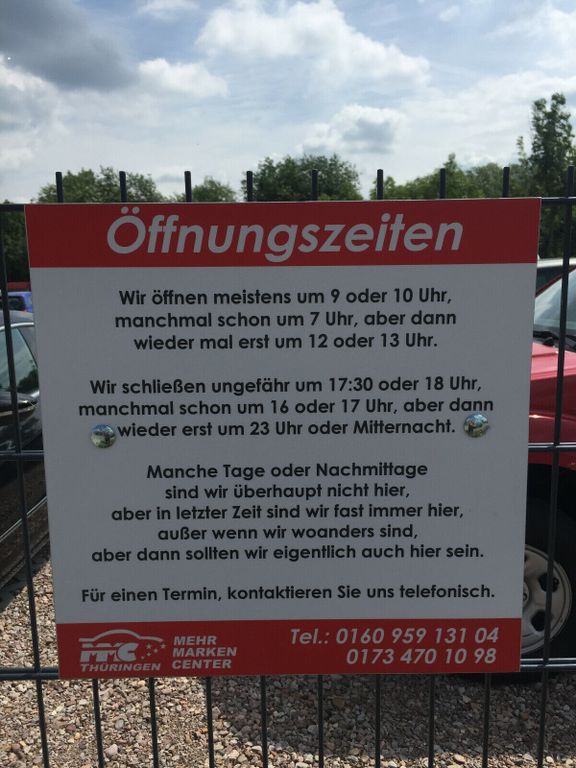 Öffnungszeiten
Wir öffnen meistens um 9 oder 10 Uhr,
manchmal schon um 7 Uhr, aber dann
wieder mal erst um 12 oder 13 Uhr.
Wir schließen ungefähr um 17:30 oder 18 Uhr,
manchmal schon um 16 oder 17 Uhr, aber dann
wieder erst um 23 Uhr oder Mitternacht.
Manche Tage oder Nachmittage
sind wir überhaupt nicht hier,
aber in letzter Zeit sind wir fast immer hier,
außer wenn wir woanders sind,
aber dann sollten wir eigentlich auch hier sein.
Für einen Termin, kontaktieren Sie uns telefonisch.
MMC
THÜRINGEN
MEHR
MARKEN
CENTER
Tel.: 0160 959 131 04
0173 470 10 98